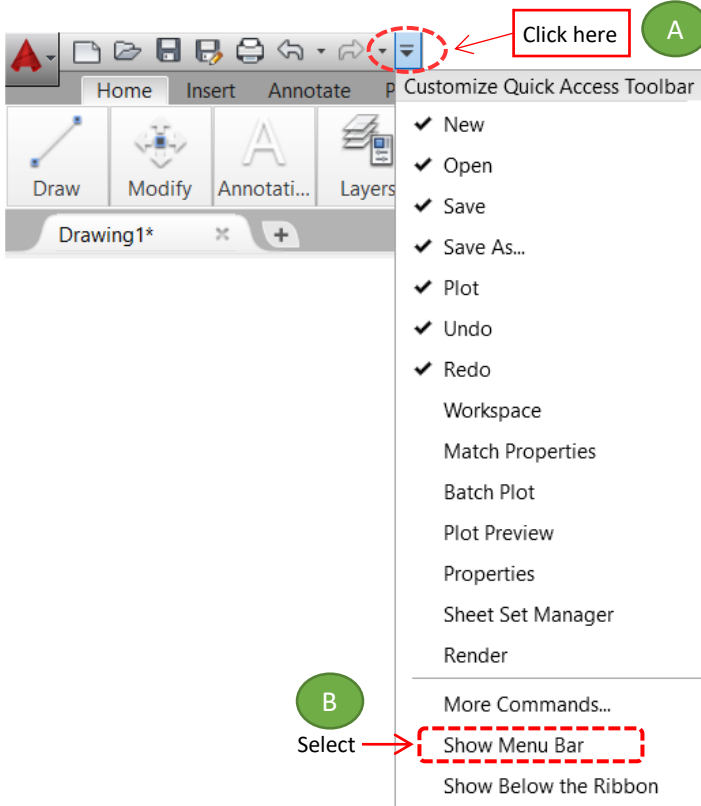 Click here
A
Home Insert Annotate P
Customize Quick Access Toolbar
New
Open
Save
Save As...
Plot
Undo
Redo
Workspace
Match Properties
Batch Plot
Plot Preview
Properties
Sheet Set Manager
Render
More Commands...
Show Menu Bar
Show Below the Ribbon
Draw Modify Annotati... Layers
Drawing1*
B
Select